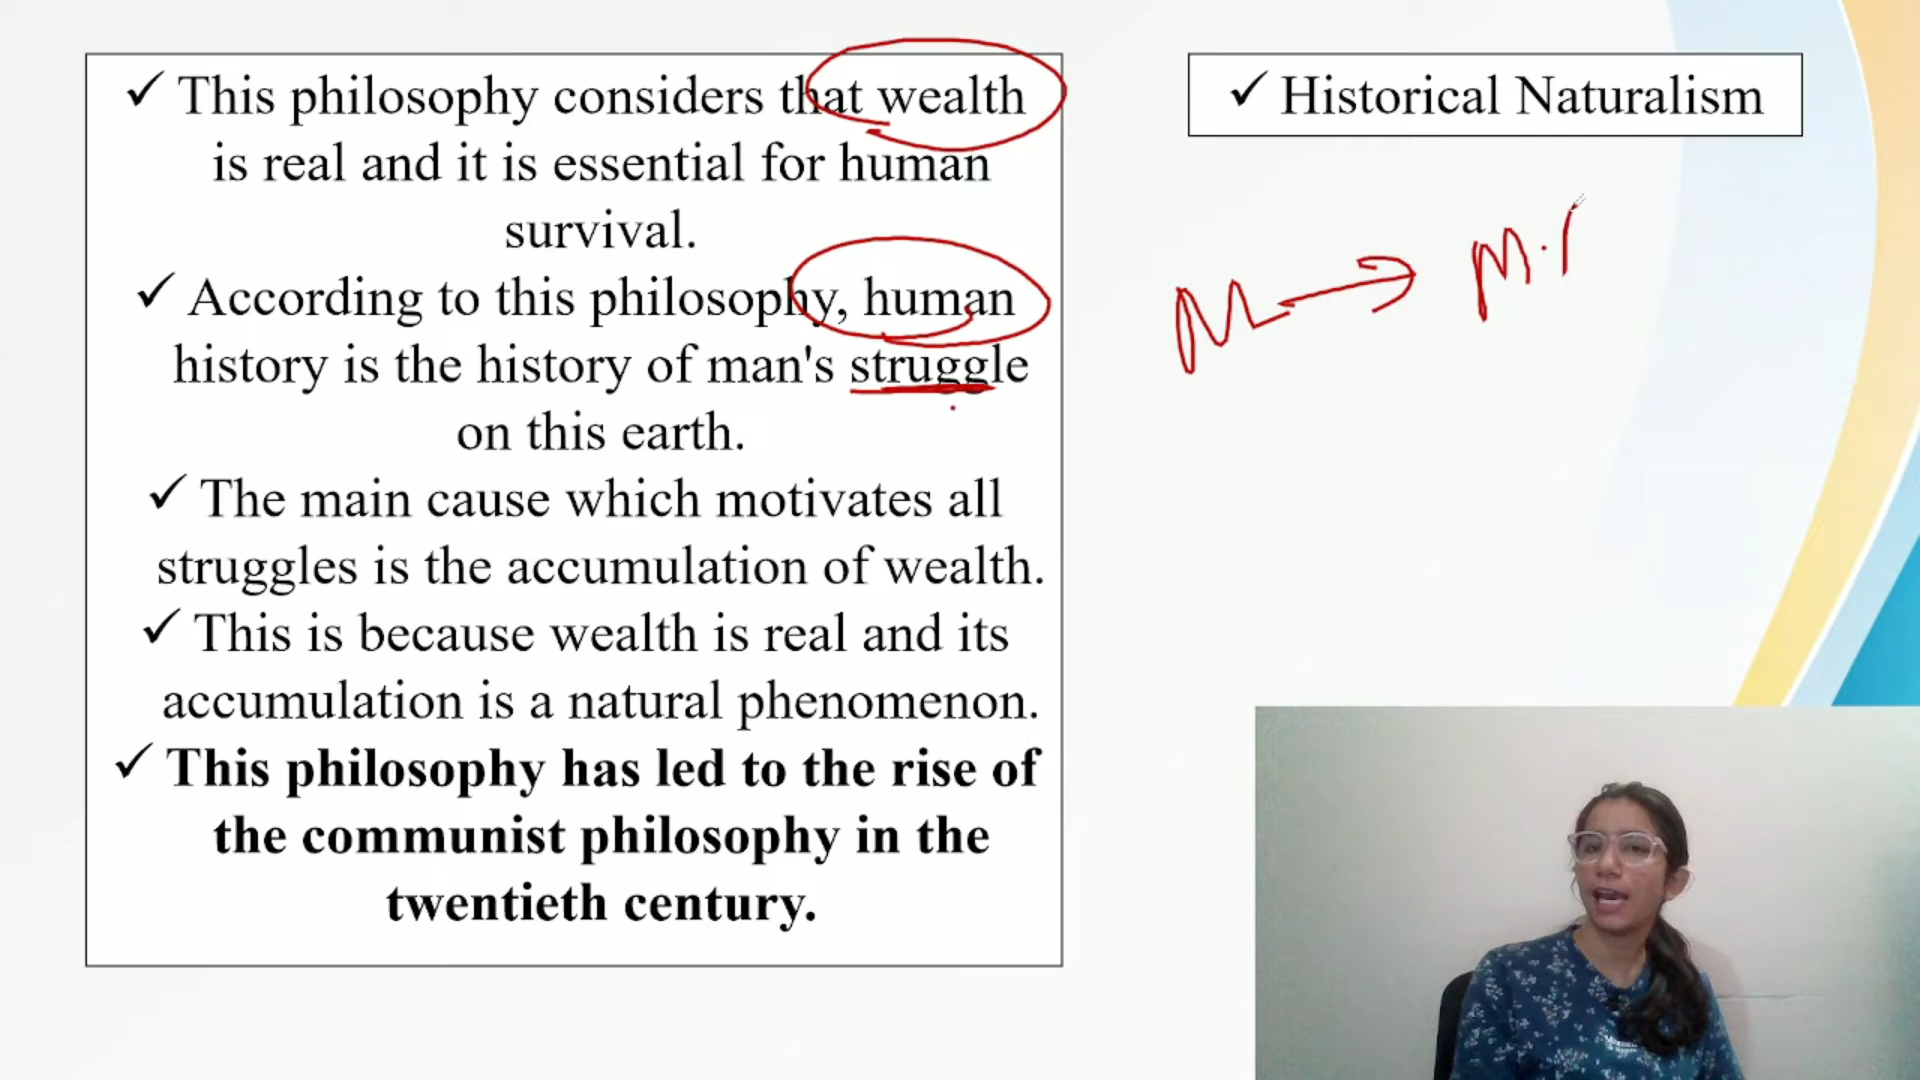 ✓ This philosophy considers that wealth
is real and it is essential for human
survival.
✓ According to this philosophy, human
history is the history of man's struggle
on this earth.
✓ The main cause which motivates all
struggles is the accumulation of wealth.
✓ This is because wealth is real and its
accumulation is a natural phenomenon.
✓ This philosophy has led to the rise of
the communist philosophy in the
twentieth century.
✓ Historical Naturalism
M → M.